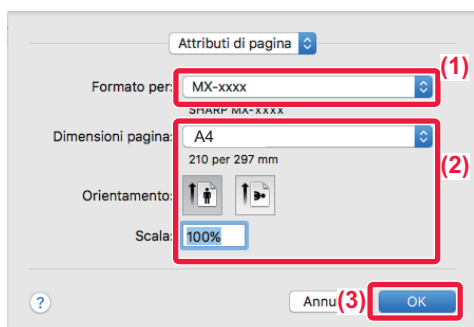 Attributi di pagina
(1)
Formato per: MX-xxxx
SHARP MX-xxxx
Dimensioni pagina: A4
210 per 297 mm
(2)
Orientamento:
Scala: 100%
? Annu (3) OK